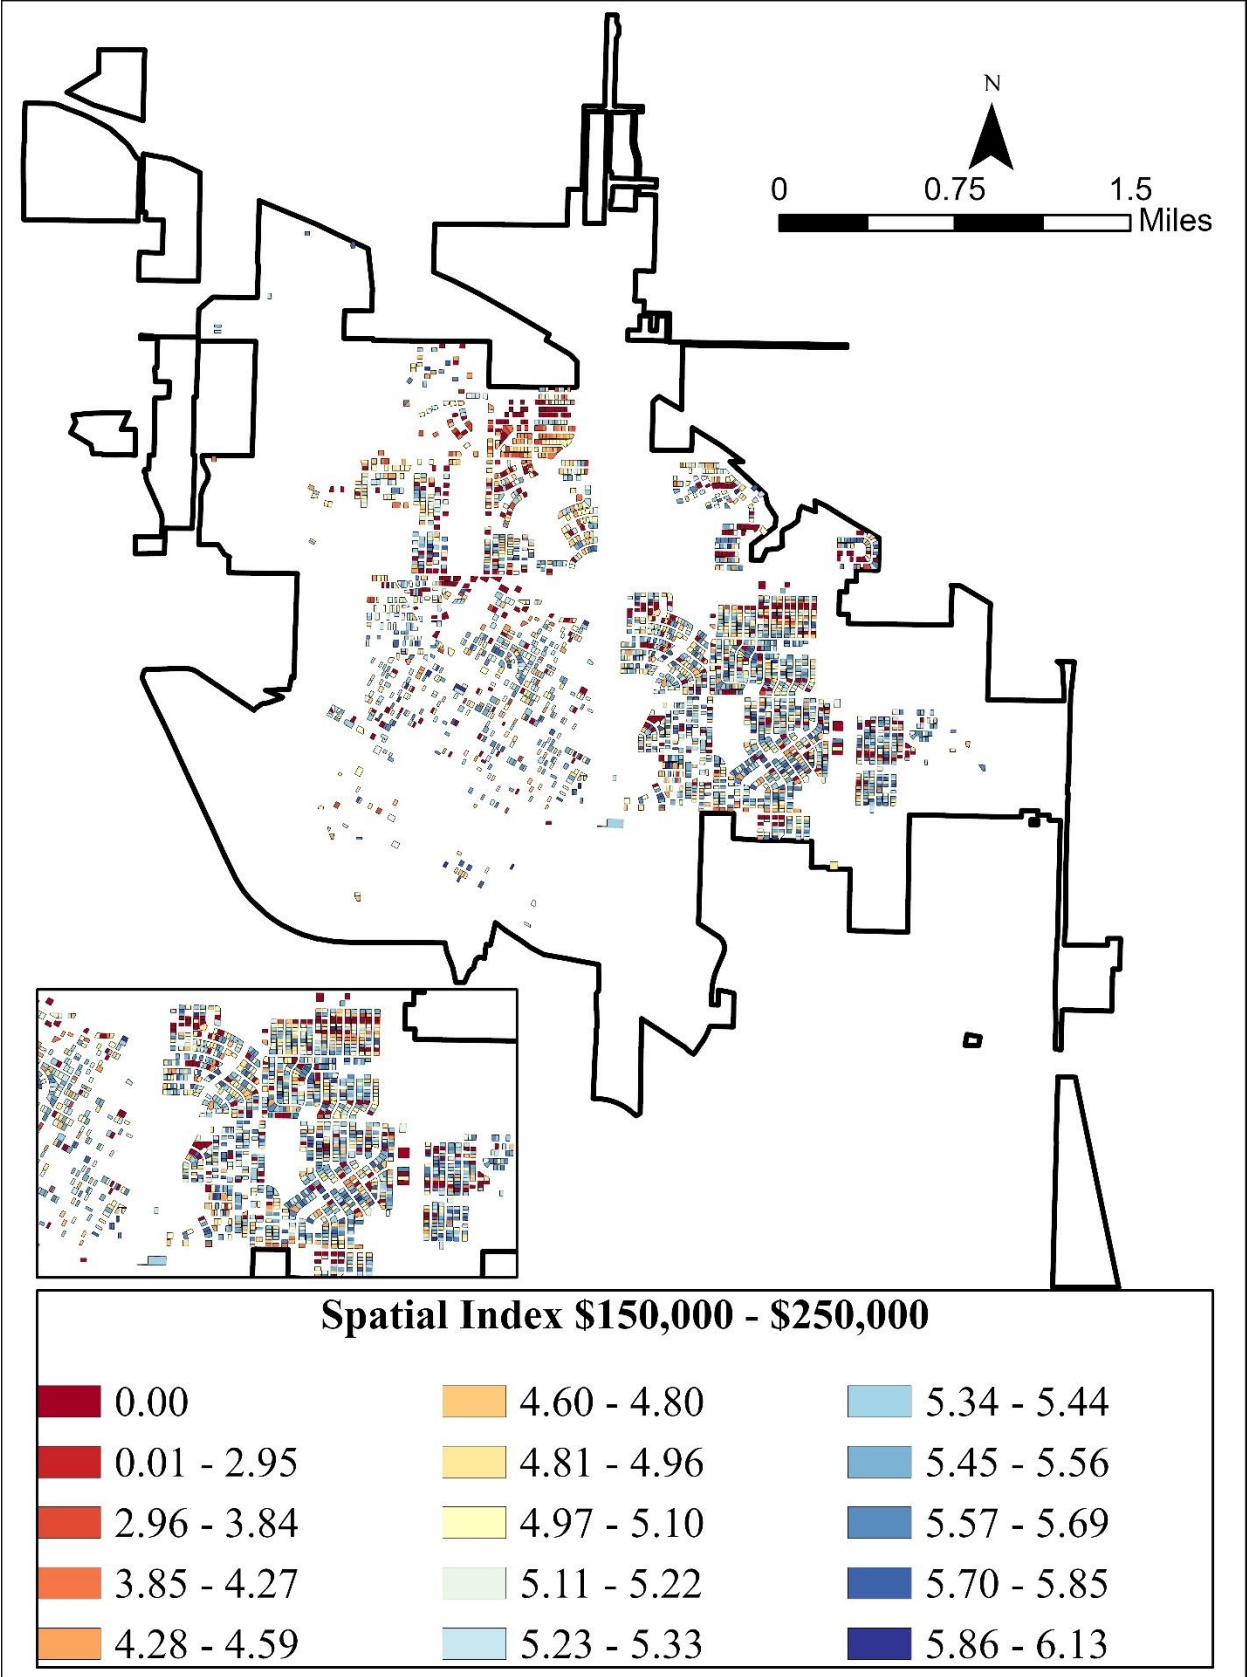 N
0 0.75 1.5
Miles
Spatial Index $150,000 - $250,000
0.00 4.60 - 4.80 5.34 - 5.44
0.01 - 2.95 4.81 - 4.96 5.45 - 5.56
2.96 - 3.84 4.97 - 5.10 5.57 - 5.69
3.85 - 4.27 5.11 - 5.22 5.70 - 5.85
4.28 - 4.59 5.23 - 5.33 5.86 - 6.13